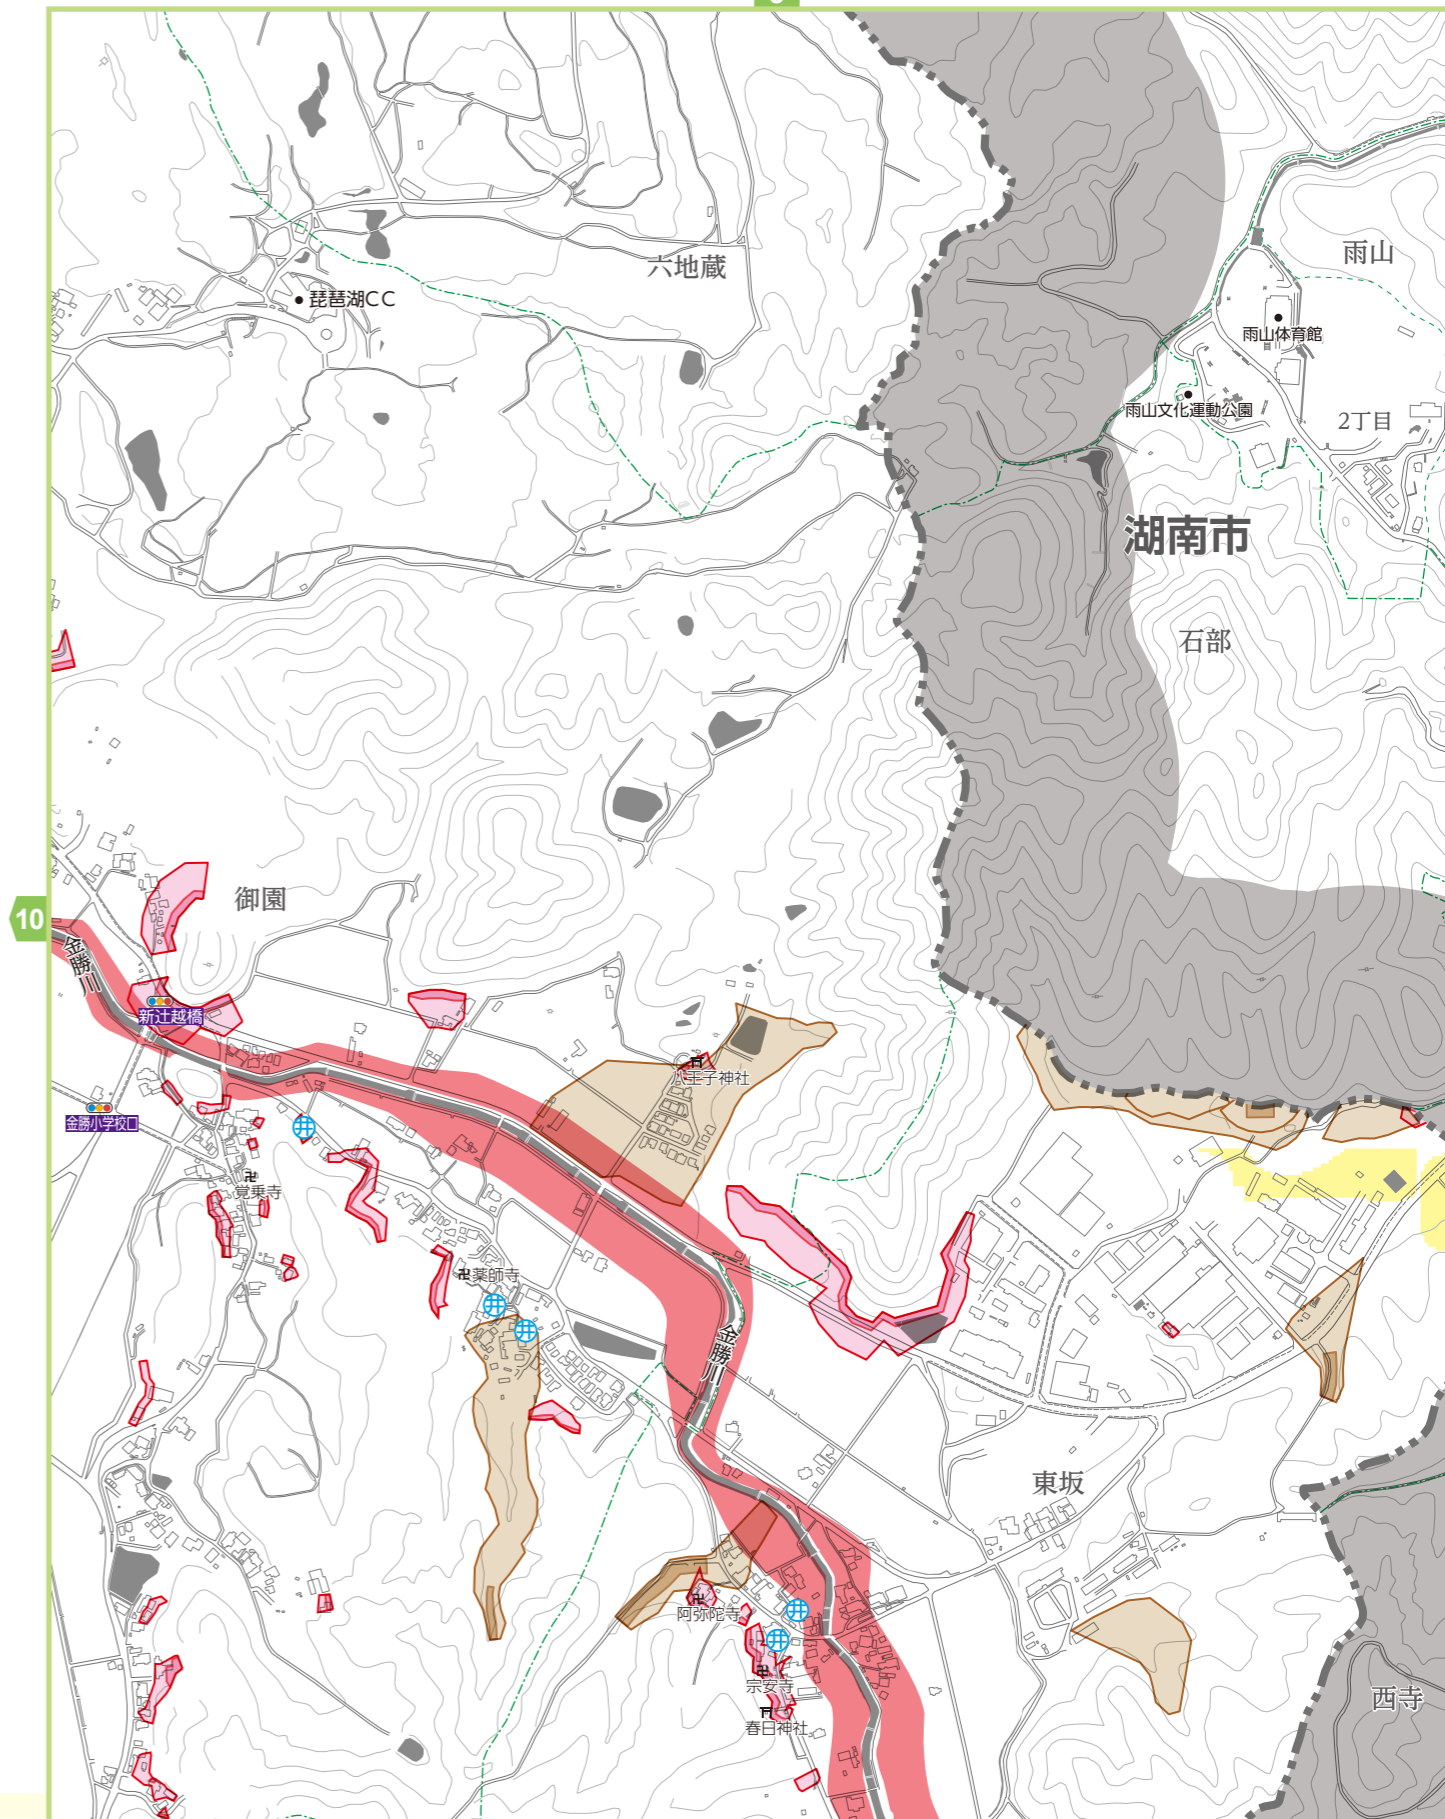 六地蔵
雨山
琵琶湖CC
雨山体育館
雨山文化運動公園
2丁目
湖南市
石部
御園
10
金勝川
新辻越橋
八王子神社
金勝小学校口
覚乗寺
薬師寺
金勝川
東坂
阿弥陀寺
宗安寺
西寺
春日神社